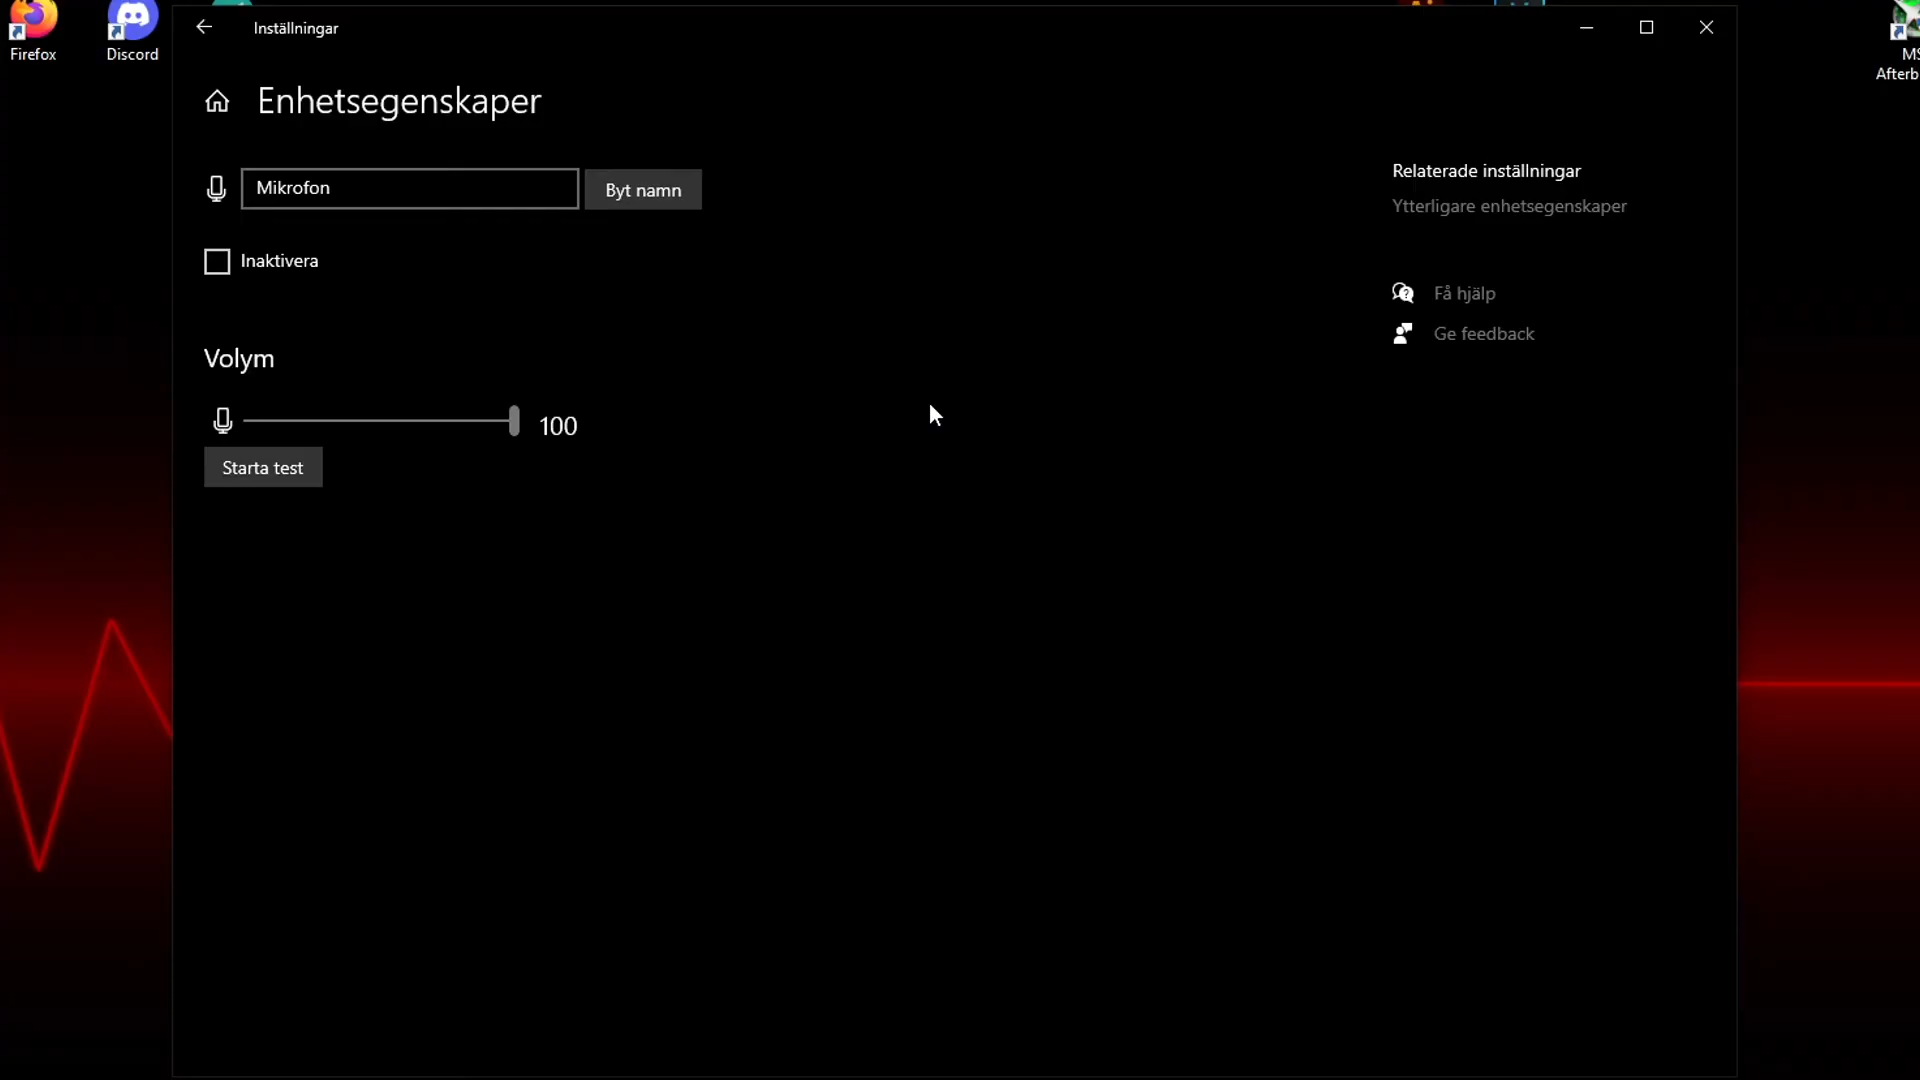 Firefox
Discord
Inställningar
Enhetsegenskaper
Mikrofon
Byt namn
Inaktivera
Volym
100
Starta test
Relaterade inställningar
Ytterligare enhetsegenskaper
Få hjälp
Ge feedback